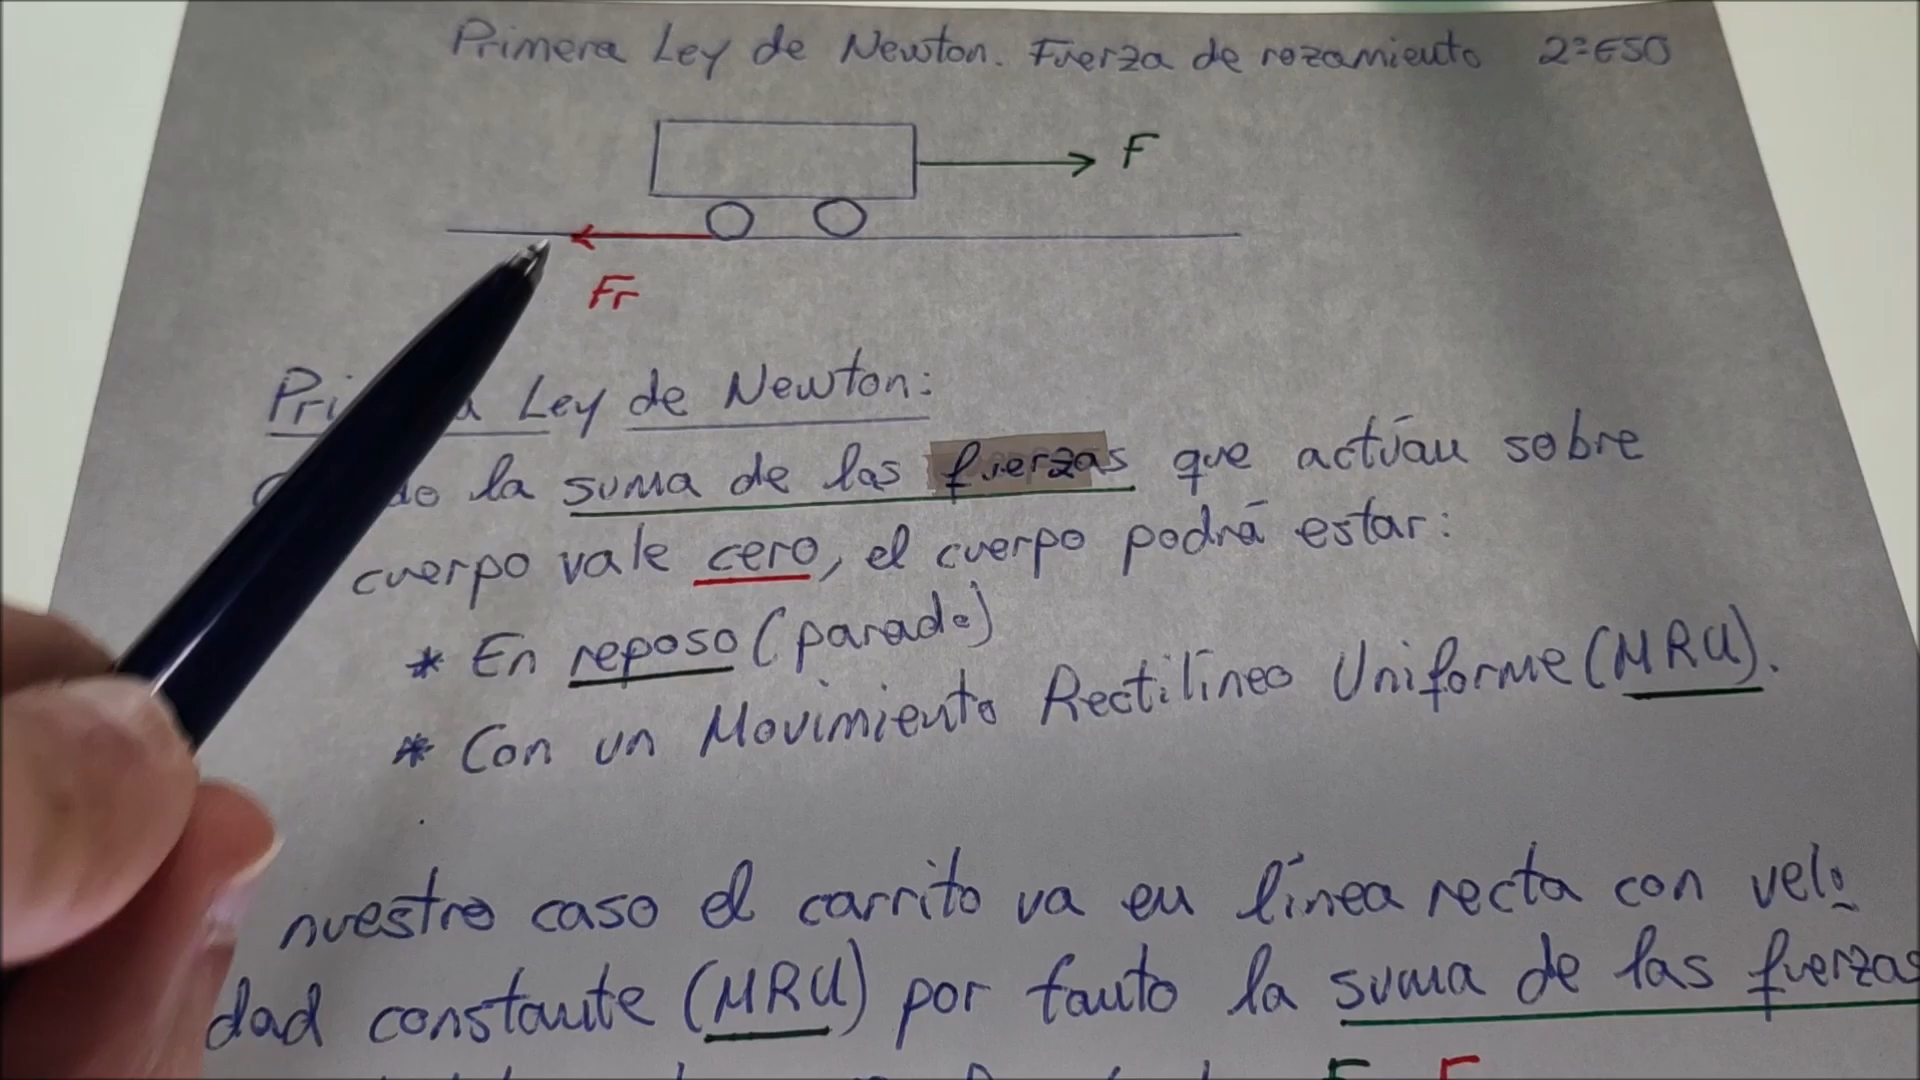 Primera Ley de Newton. Fuerza de rozamiento 2ºESO
F
Fr
Ley de Newton:
la suma de las fuerzas que actúan sobre
cuerpo vale cero, el cuerpo podrá estar:
* En reposo (parado)
* Con un Movimiento Rectilíneo Uniforme (MRU).
nuestro caso el carrito va en línea recta con velo
dad constante (MRU) por tanto la suma de las fuerzas